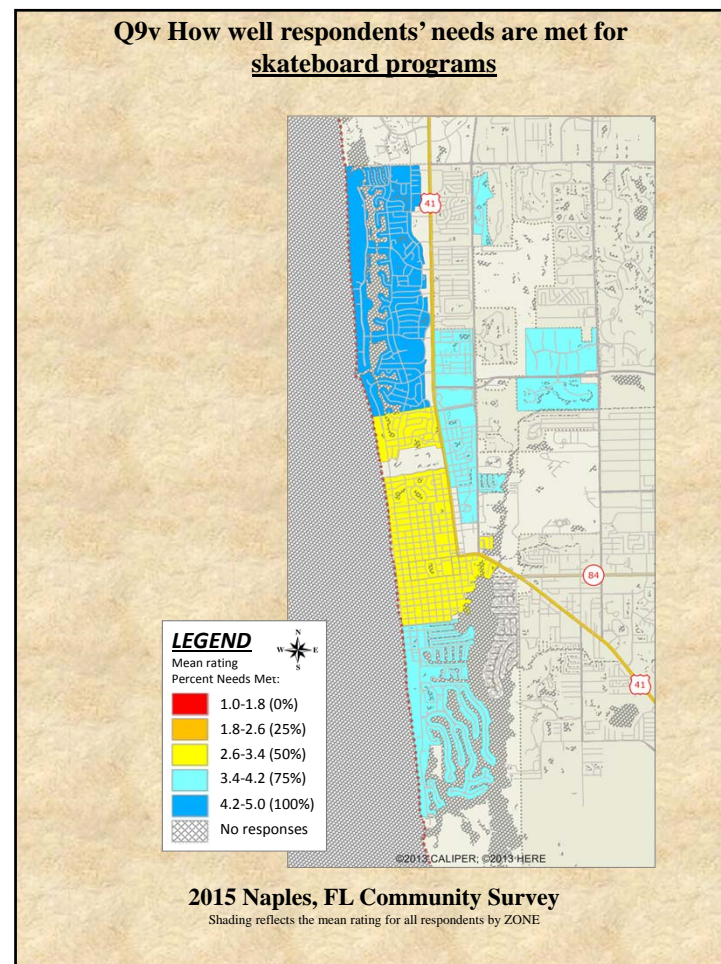 Q9v How well respondents’ needs are met for
skateboard programs
41
84
41
LEGEND
N
W E
S
Mean rating
Percent Needs Met:
1.0-1.8 (0%)
1.8-2.6 (25%)
2.6-3.4 (50%)
3.4-4.2 (75%)
4.2-5.0 (100%)
No responses
©2013 CALIPER; ©2013 HERE
2015 Naples, FL Community Survey
Shading reflects the mean rating for all respondents by ZONE